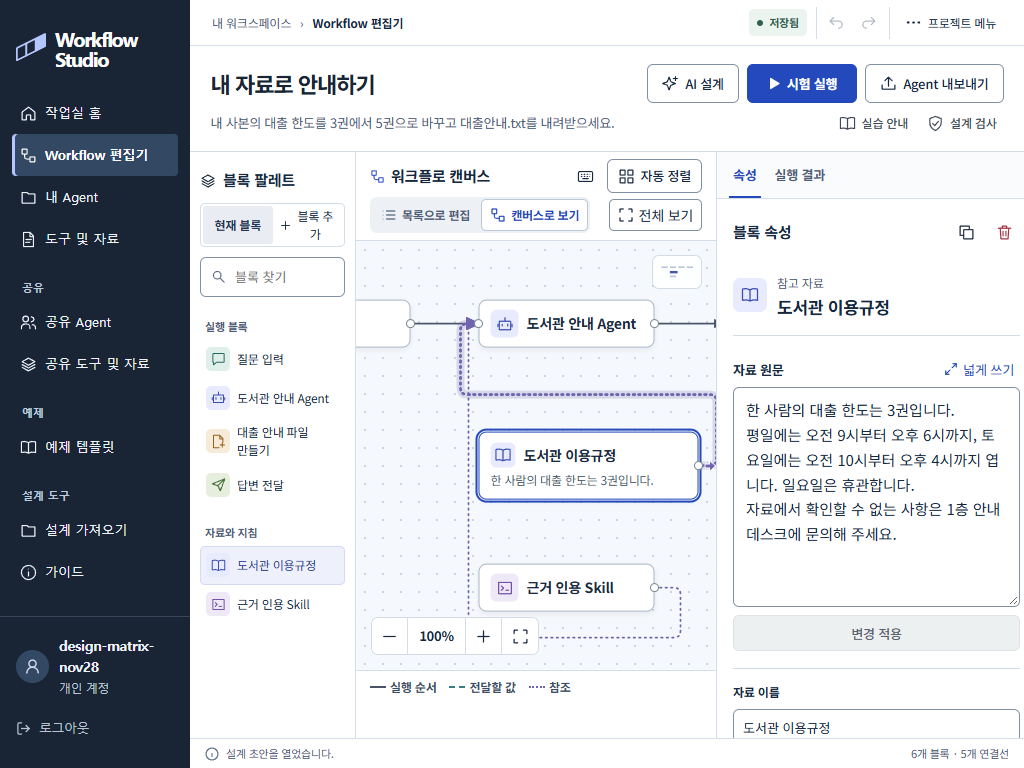 Workflow
Studio
작업실 홈
Workflow 편집기
내 Agent
도구 및 자료
공유
공유 Agent
공유 도구 및 자료
예제
예제 템플릿
설계 도구
설계 가져오기
가이드
design-matrix-
nov28
개인 계정
로그아웃
내 워크스페이스 › Workflow 편집기
저장됨
프로젝트 메뉴
내 자료로 안내하기
AI 설계
시험 실행
Agent 내보내기
내 사본의 대출 한도를 3권에서 5권으로 바꾸고 대출안내.txt를 내려받으세요.
실습 안내
설계 검사
블록 팔레트
현재 블록
블록 추
가
블록 찾기
실행 블록
질문 입력
도서관 안내 Agent
대출 안내 파일
만들기
답변 전달
자료와 지침
도서관 이용규정
근거 인용 Skill
워크플로 캔버스
자동 정렬
목록으로 편집
캔버스로 보기
전체 보기
도서관 안내 Agent
도서관 이용규정
한 사람의 대출 한도는 3권입니다.
근거 인용 Skill
100%
실행 순서
전달할 값
참조
속성
실행 결과
블록 속성
참고 자료
도서관 이용규정
자료 원문
넓게 쓰기
한 사람의 대출 한도는 3권입니다.
평일에는 오전 9시부터 오후 6시까지, 토
요일에는 오전 10시부터 오후 4시까지 엽
니다. 일요일은 휴관합니다.
자료에서 확인할 수 없는 사항은 1층 안내
데스크에 문의해 주세요.
변경 적용
자료 이름
도서관 이용규정
설계 초안을 열었습니다.
6개 블록 · 5개 연결선